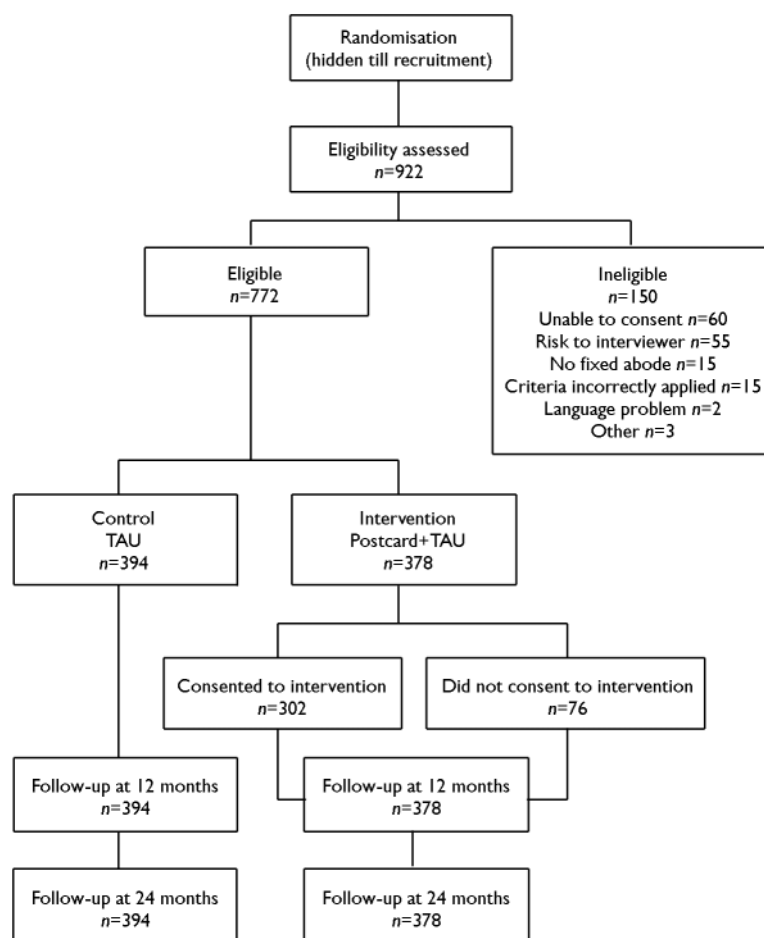 Randomisation
(hidden till recruitment)
Eligibility assessed
n=922
Eligible
n=772
Ineligible
n=150
Unable to consent n=60
Risk to interviewer n=55
No fixed abode n=15
Criteria incorrectly applied n=15
Language problem n=2
Other n=3
Control
TAU
n=394
Intervention
Postcard+TAU
n=378
Consented to intervention
n=302
Did not consent to intervention
n=76
Follow-up at 12 months
n=394
Follow-up at 12 months
n=378
Follow-up at 24 months
n=394
Follow-up at 24 months
n=378